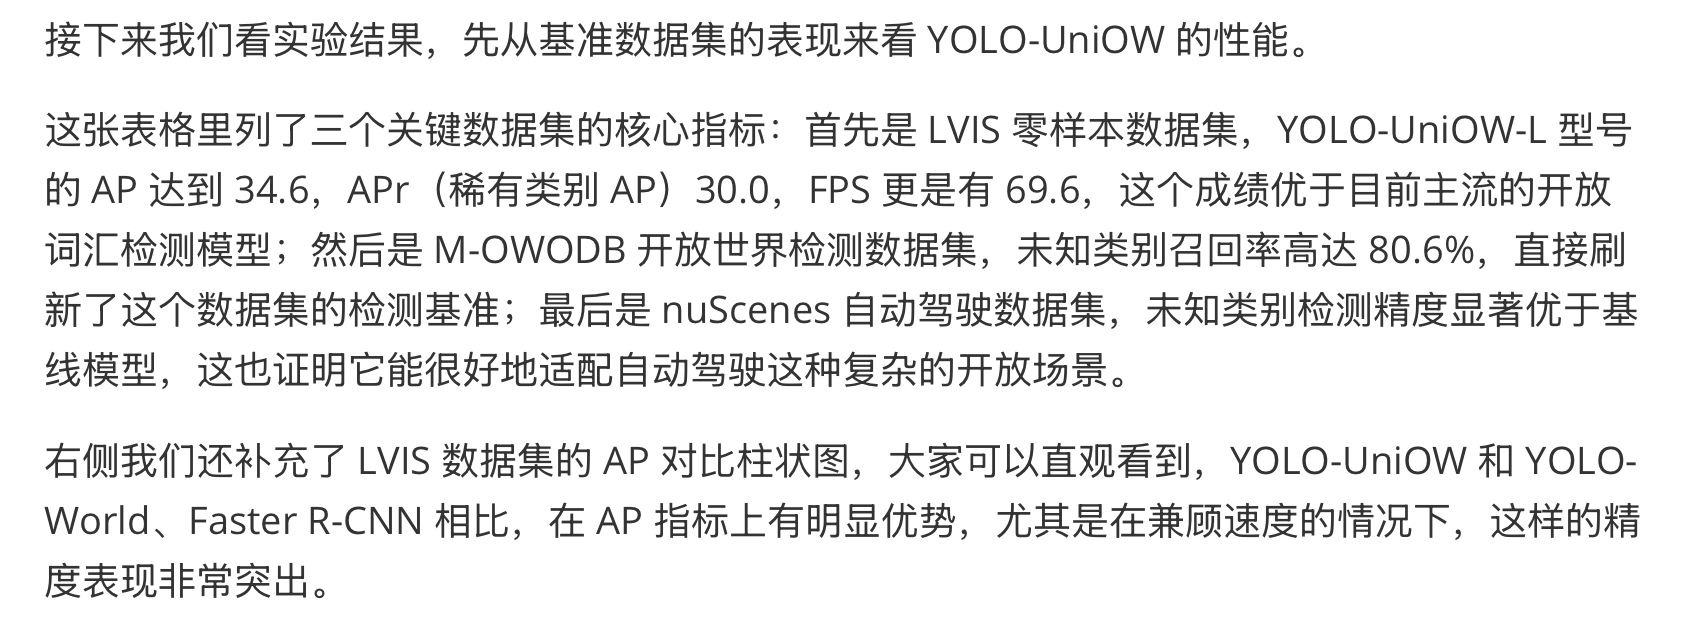 接下来我们看实验结果，先从基准数据集的表现来看 YOLO-UniOW 的性能。
这张表格里列了三个关键数据集的核心指标：首先是 LVIS 零样本数据集，YOLO-UniOW-L 型号
的 AP 达到 34.6，APr（稀有类别 AP）30.0，FPS 更是有 69.6，这个成绩优于目前主流的开放
词汇检测模型；然后是 M-OWODB 开放世界检测数据集，未知类别召回率高达 80.6%，直接刷
新了这个数据集的检测基准；最后是 nuScenes 自动驾驶数据集，未知类别检测精度显著优于基
线模型，这也证明它能很好地适配自动驾驶这种复杂的开放场景。
右侧我们还补充了 LVIS 数据集的 AP 对比柱状图，大家可以直观看到，YOLO-UniOW 和 YOLO-
World、Faster R-CNN 相比，在 AP 指标上有明显优势，尤其是在兼顾速度的情况下，这样的精
度表现非常突出。